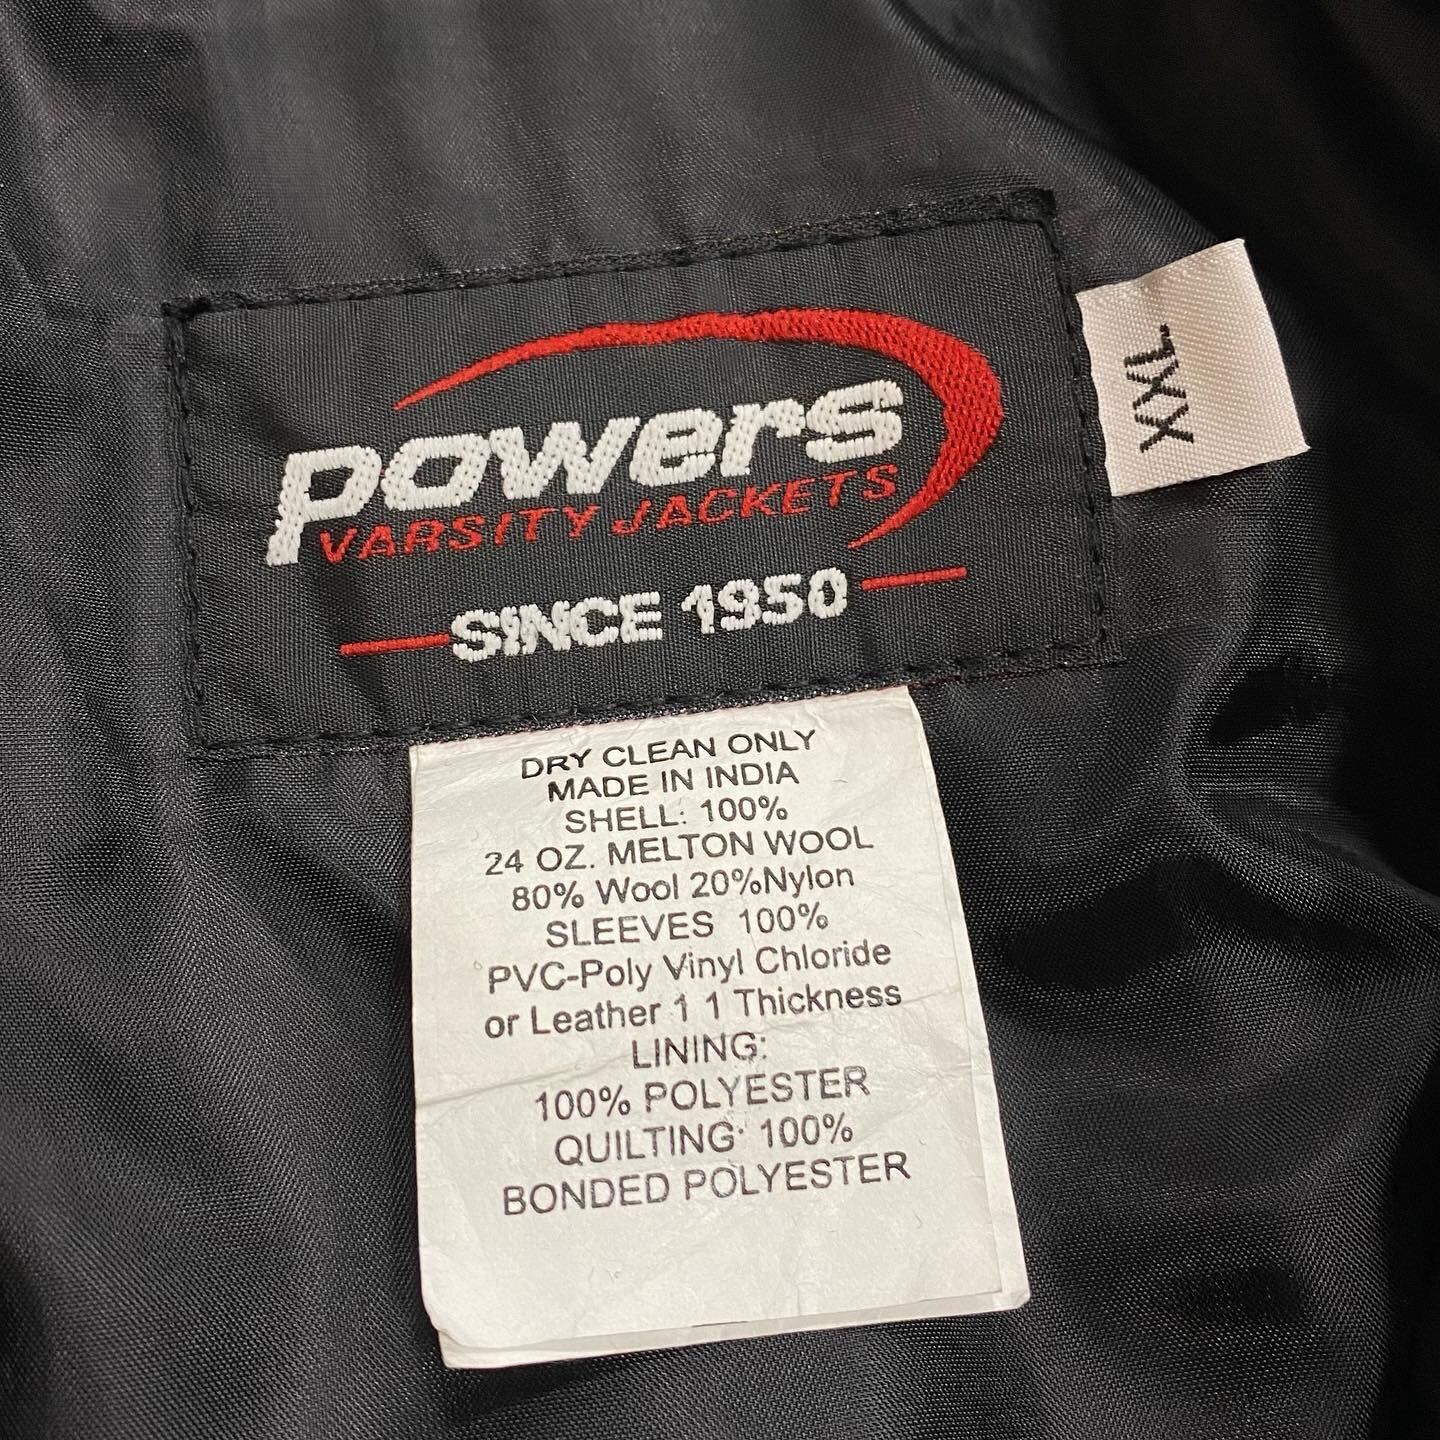 powers
VARSITY JACKETS
SINCE 1950
XXL
DRY CLEAN ONLY
MADE IN INDIA
SHELL: 100%
24 OZ. MELTON WOOL
80% Wool 20%Nylon
SLEEVES 100%
PVC-Poly Vinyl Chloride
or Leather 1 1 Thickness
LINING:
100% POLYESTER
QUILTING: 100%
BONDED POLYESTER